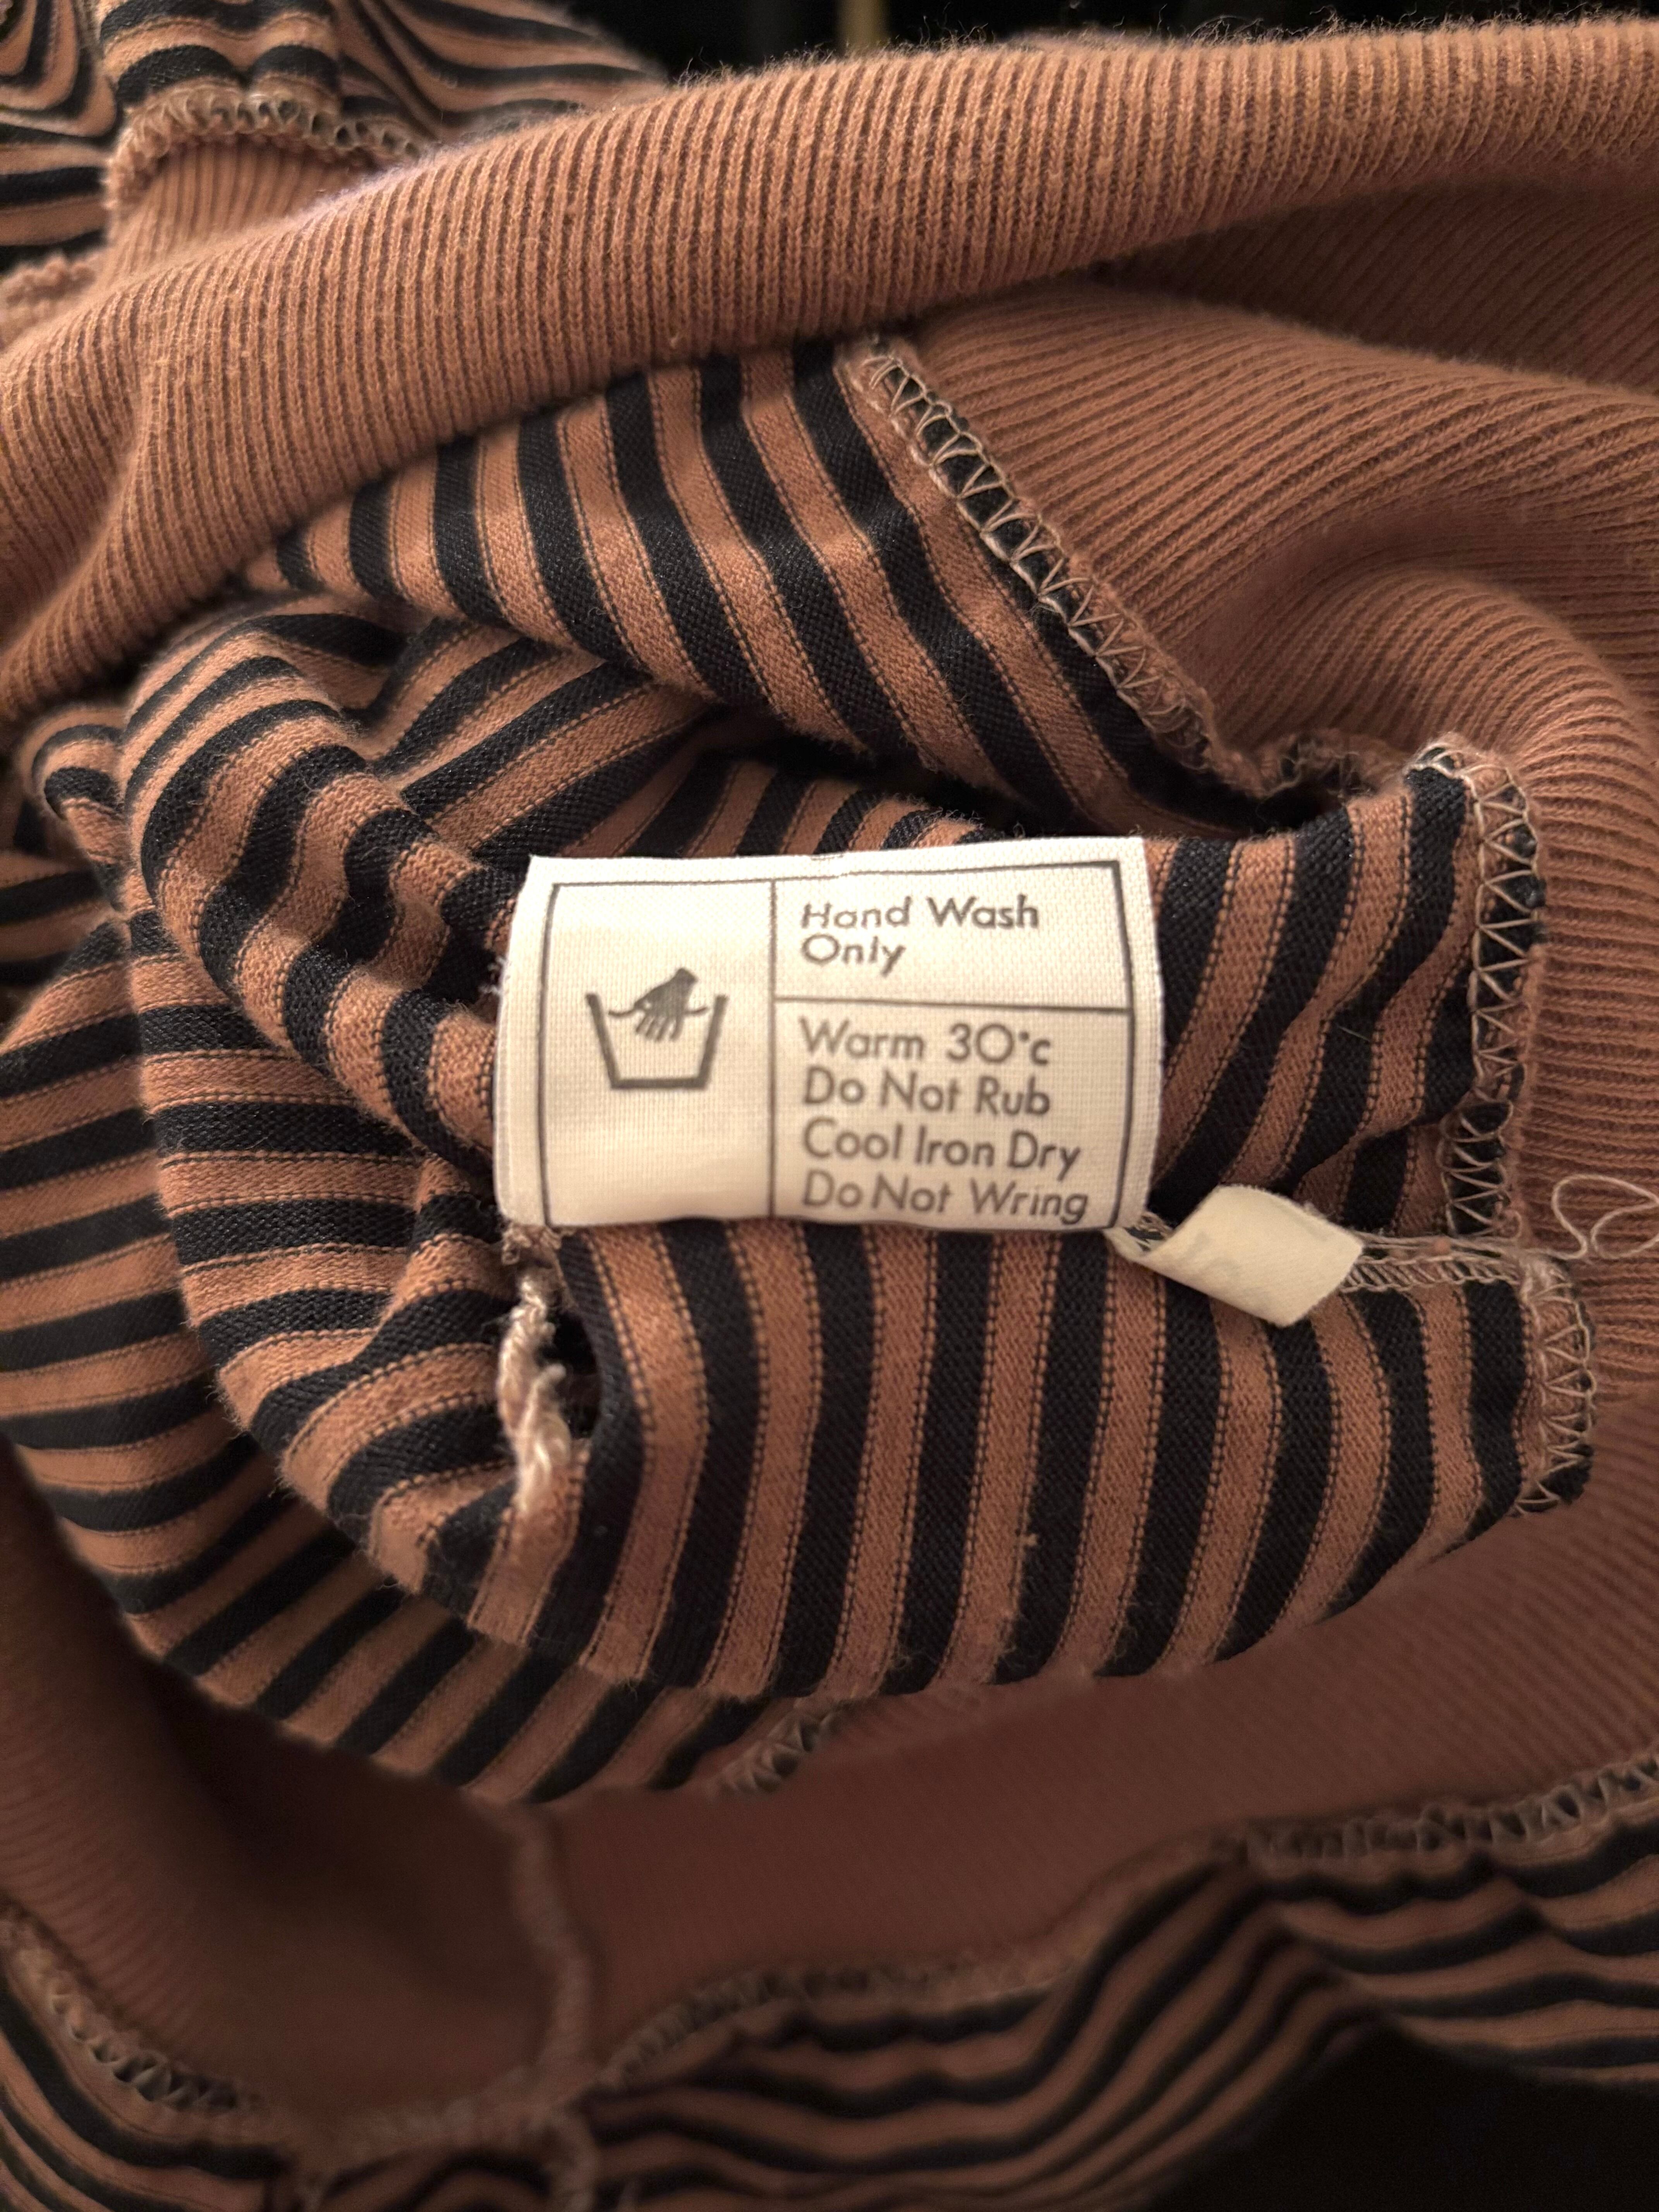 Hand Wash
Only
Warm 30°c
Do Not Rub
Cool Iron Dry
Do Not Wring